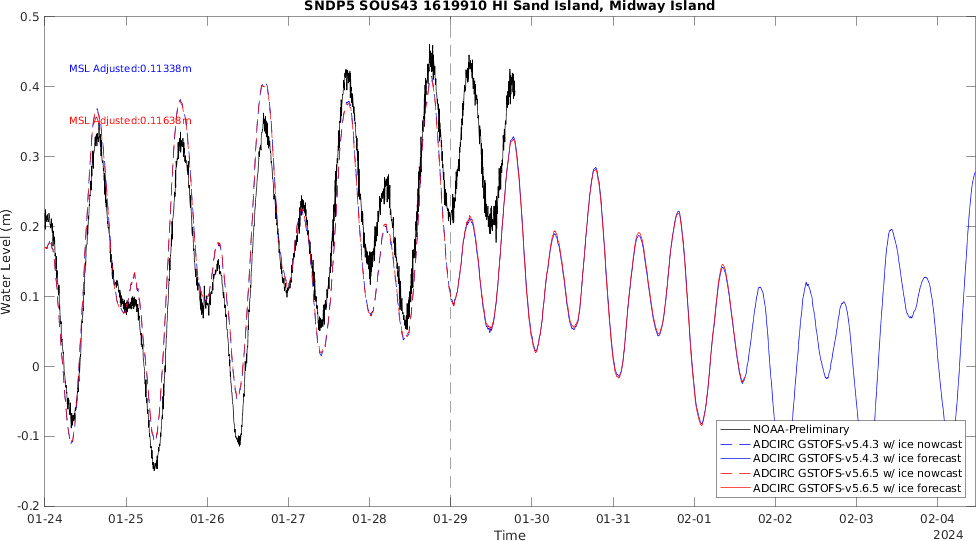 SNDP5 SOUS43 1619910 HI Sand Island, Midway Island
0.5
0.4
0.3
0.2
0.1
0
-0.1
-0.2
Water Level (m)
MSL Adjusted:0.11338m
MSL Adjusted:0.11638m
NOAA-Preliminary
ADCIRC GSTOFS-v5.4.3 w/ ice nowcast
ADCIRC GSTOFS-v5.4.3 w/ ice forecast
ADCIRC GSTOFS-v5.6.5 w/ ice nowcast
ADCIRC GSTOFS-v5.6.5 w/ ice forecast
01-24 01-25 01-26 01-27 01-28 01-29 01-30 01-31 02-01 02-02 02-03 02-04
Time
2024